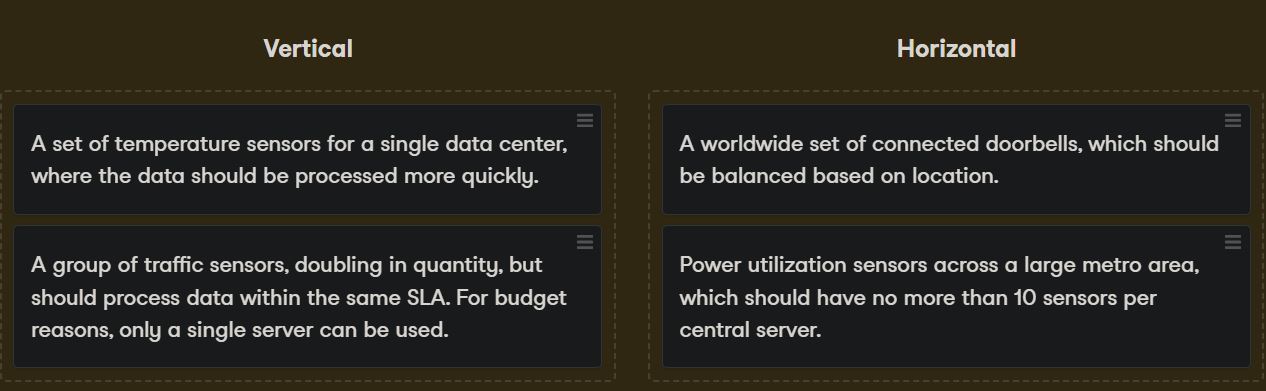 Vertical
A set of temperature sensors for a single data center,
where the data should be processed more quickly.
A group of traffic sensors, doubling in quantity, but
should process data within the same SLA. For budget
reasons, only a single server can be used.
Horizontal
A worldwide set of connected doorbells, which should
be balanced based on location.
Power utilization sensors across a large metro area,
which should have no more than 10 sensors per
central server.